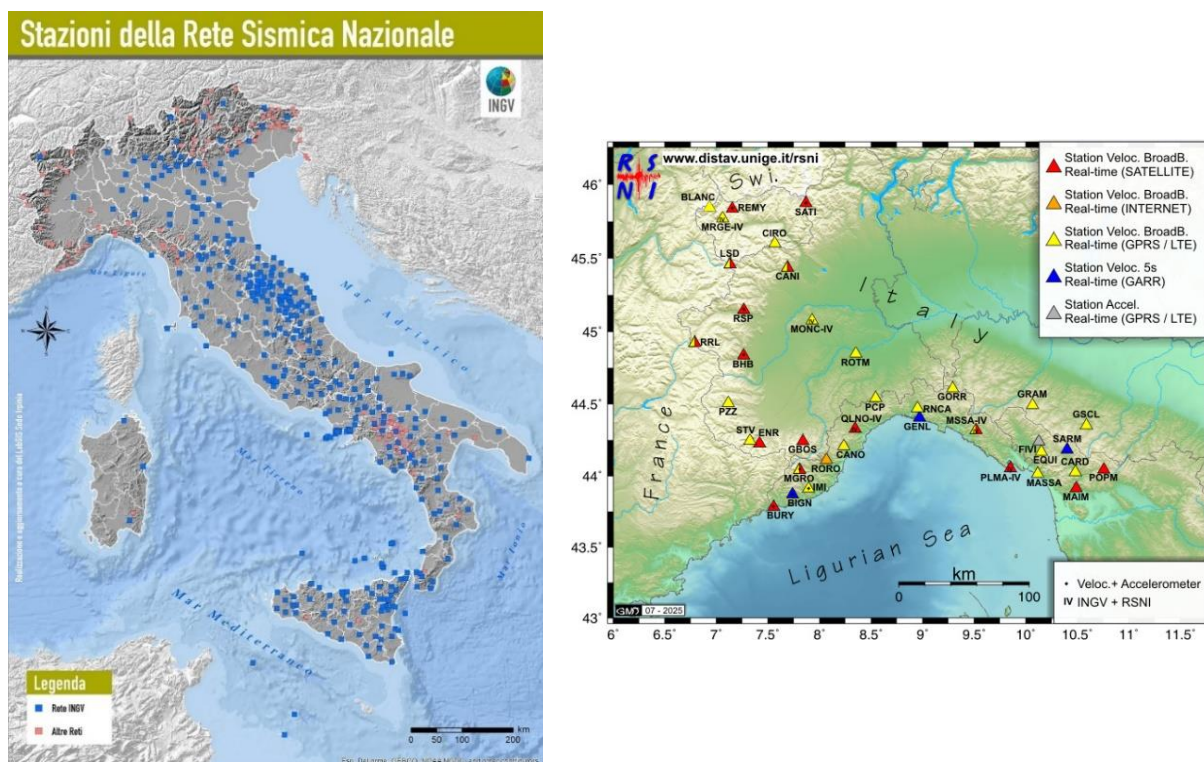 Stazioni della Rete Sismica Nazionale
INGV
Mar Ligure
Mar
Adriatico
Mar
Tirreno
Mar Ionio
Mar Mediterraneo
Legenda
Rete INGV
Altre Reti
km
0 50 100 200
R S
N I
www.distav.unige.it/rsni
Station Veloc. BroadB.
Real-time (SATELLITE)
Station Veloc. BroadB.
Real-time (INTERNET)
Station Veloc. BroadB.
Real-time (GPRS / LTE)
Station Veloc. 5s
Real-time (GARR)
Station Accel.
Real-time (GPRS / LTE)
Swi.
Italy
France
Ligurian Sea
BLANC
REMY
SATI
MRGE-IV
CIRO
LSD
CANI
RSP
MONC-IV
RRL
BHB
ROTM
PZZ
PCP
GORR
GRAM
RNCA
GENL
QLNO-IV
MSSA-IV
GSCL
STV
ENR
GBOS
CANO
FIVI
SARM
EQUI
CARD
RORO
MGRO
PLMA-IV
MASSA
POPM
IMI
MAIM
BIGN
BURY
km
0 100
GMD 07 - 2025
• Veloc.+ Accelerometer
IV INGV + RSNI
46°
45.5°
45°
44.5°
44°
43.5°
43°
6° 6.5° 7° 7.5° 8° 8.5° 9° 9.5° 10° 10.5° 11° 11.5°